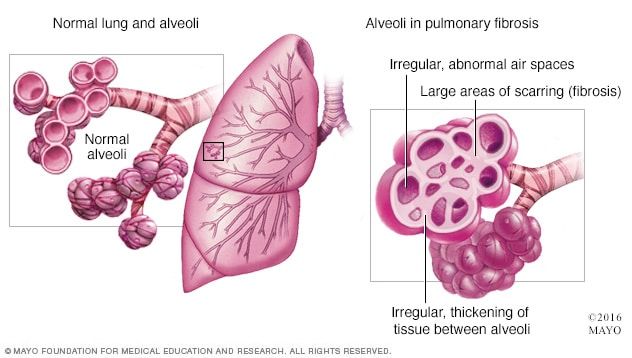 Normal lung and alveoli
Alveoli in pulmonary fibrosis
Irregular, abnormal air spaces
Large areas of scarring (fibrosis)
Normal
alveoli
Irregular, thickening of
tissue between alveoli
©2016
MAYO
© MAYO FOUNDATION FOR MEDICAL EDUCATION AND RESEARCH. ALL RIGHTS RESERVED.